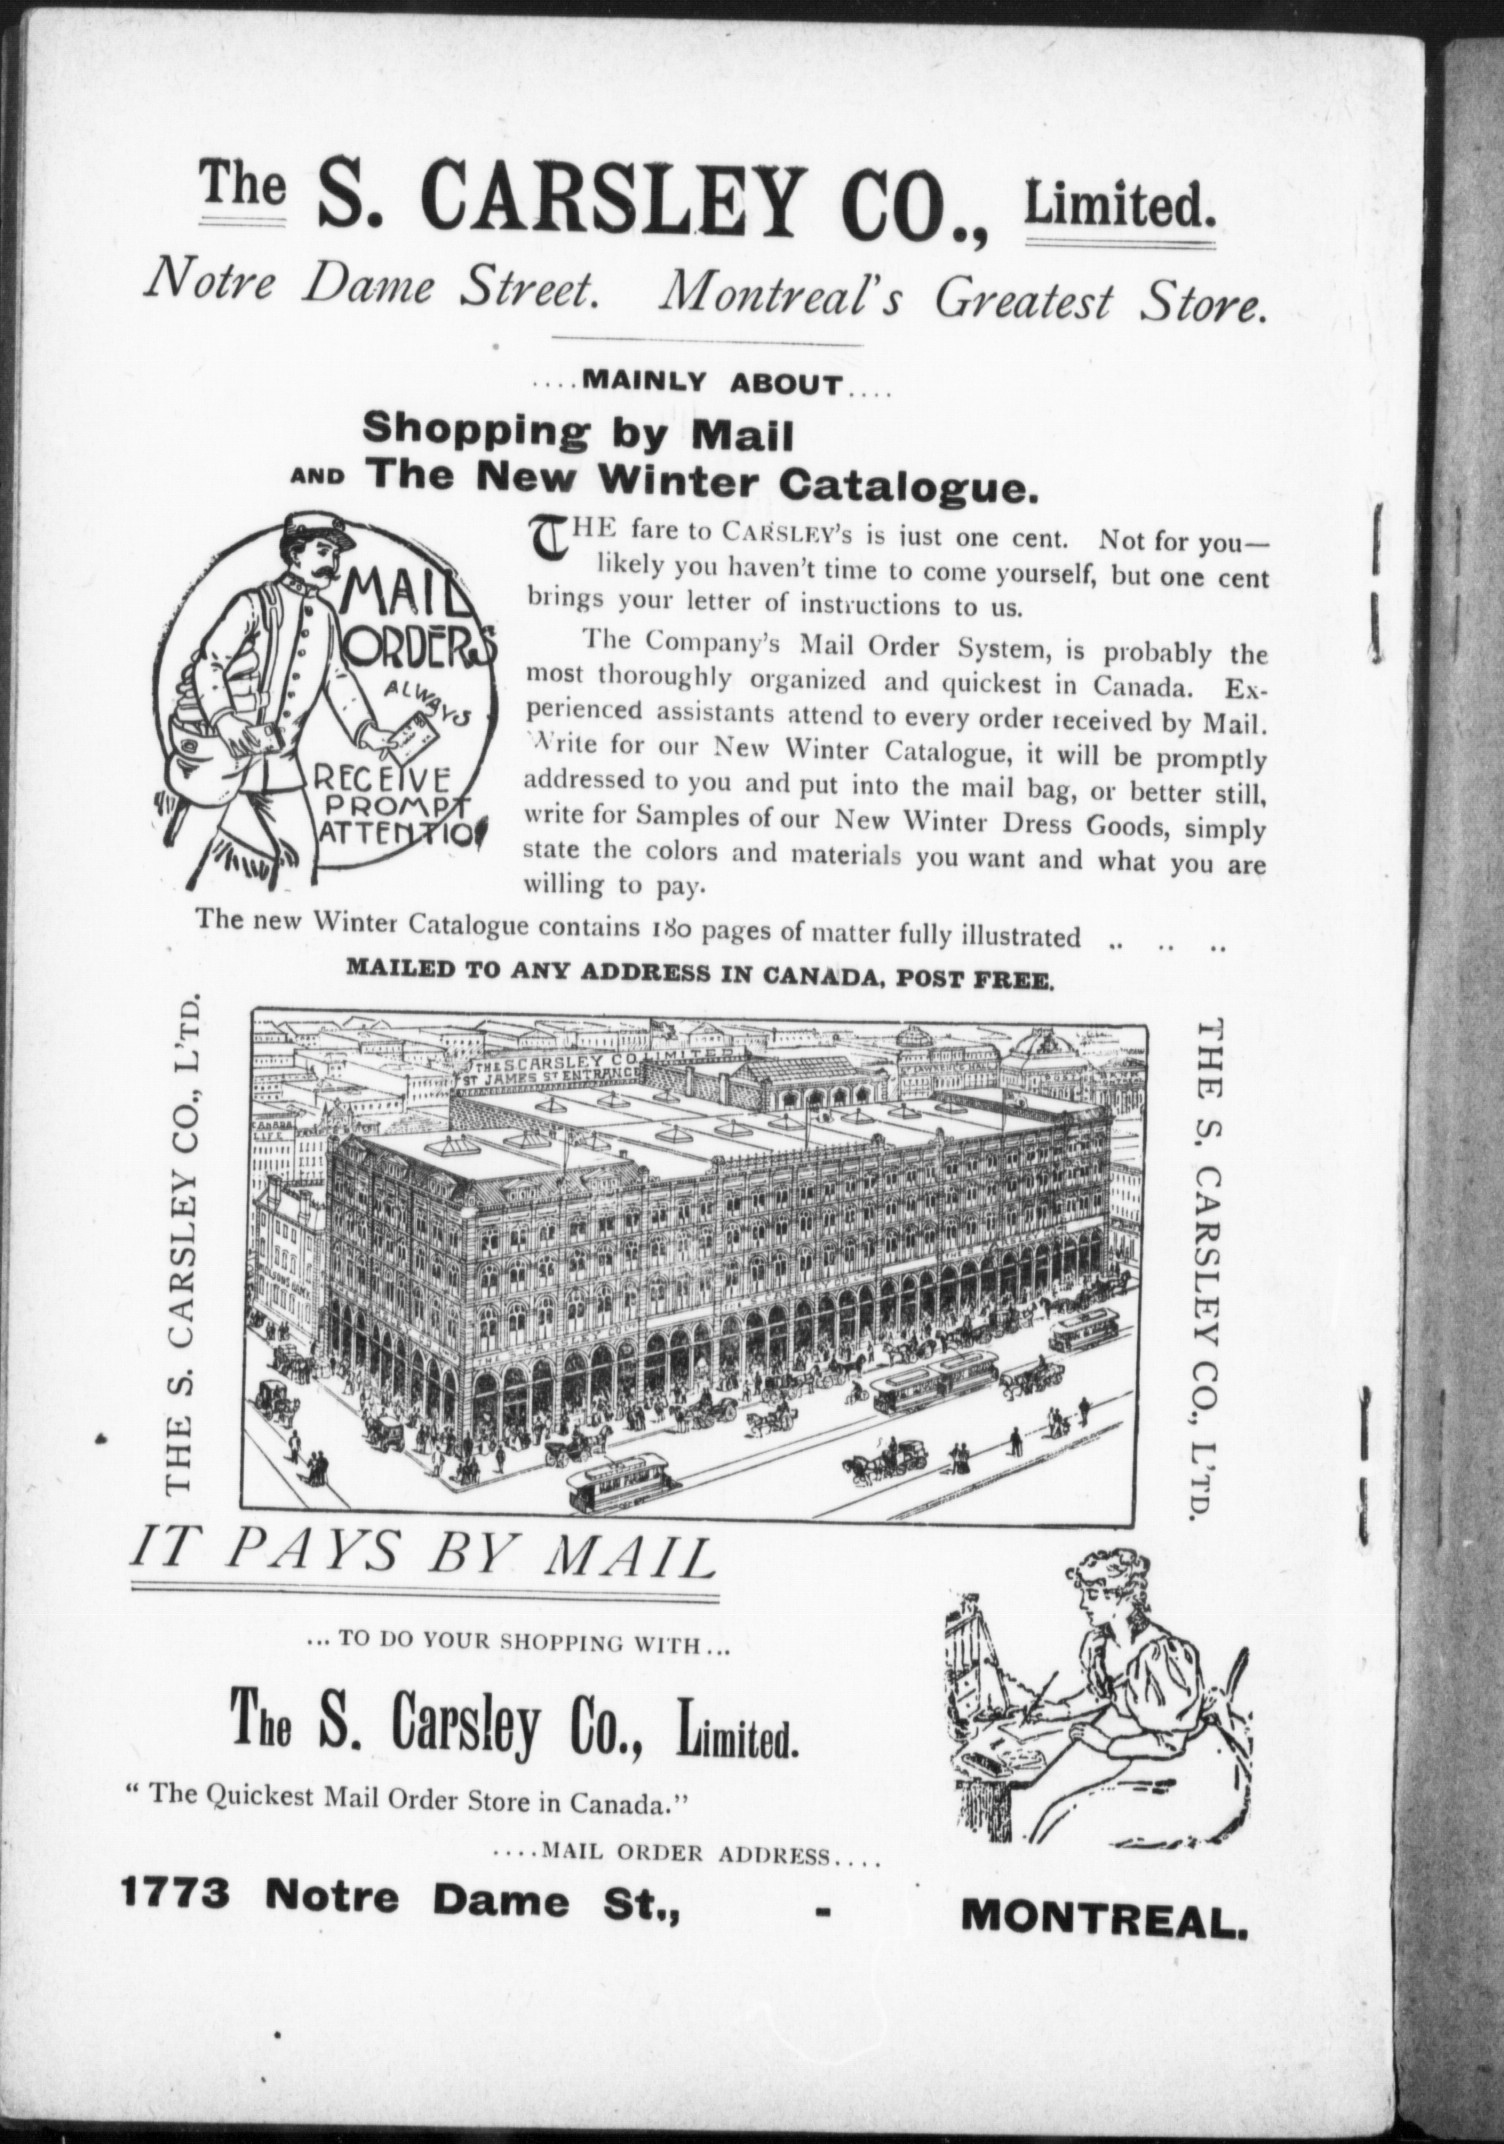 The S. CARSLEY CO., Limited.
Notre Dame Street. Montreal's Greatest Store.
....MAINLY ABOUT....
Shopping by Mail
AND The New Winter Catalogue.
MAIL
ORDERS
ALWAYS
RECEIVE
PROMPT
ATTENTION
THE fare to CARSLEY'S is just one cent. Not for you—
likely you haven't time to come yourself, but one cent
brings your letter of instructions to us.
The Company's Mail Order System, is probably the
most thoroughly organized and quickest in Canada. Ex-
perienced assistants attend to every order received by Mail.
Write for our New Winter Catalogue, it will be promptly
addressed to you and put into the mail bag, or better still,
write for Samples of our New Winter Dress Goods, simply
state the colors and materials you want and what you are
willing to pay.
The new Winter Catalogue contains 180 pages of matter fully illustrated .. .. ..
MAILED TO ANY ADDRESS IN CANADA, POST FREE.
THE S. CARSLEY CO., L'TD.
THE S CARSLEY CO LIMITED
ST JAMES ST ENTRANCE
CANADA
LIFE
THE S. CARSLEY CO., L'TD.
IT PAYS BY MAIL
...TO DO YOUR SHOPPING WITH...
The S. Carsley Co., Limited.
"The Quickest Mail Order Store in Canada."
....MAIL ORDER ADDRESS....
1773 Notre Dame St., - MONTREAL.